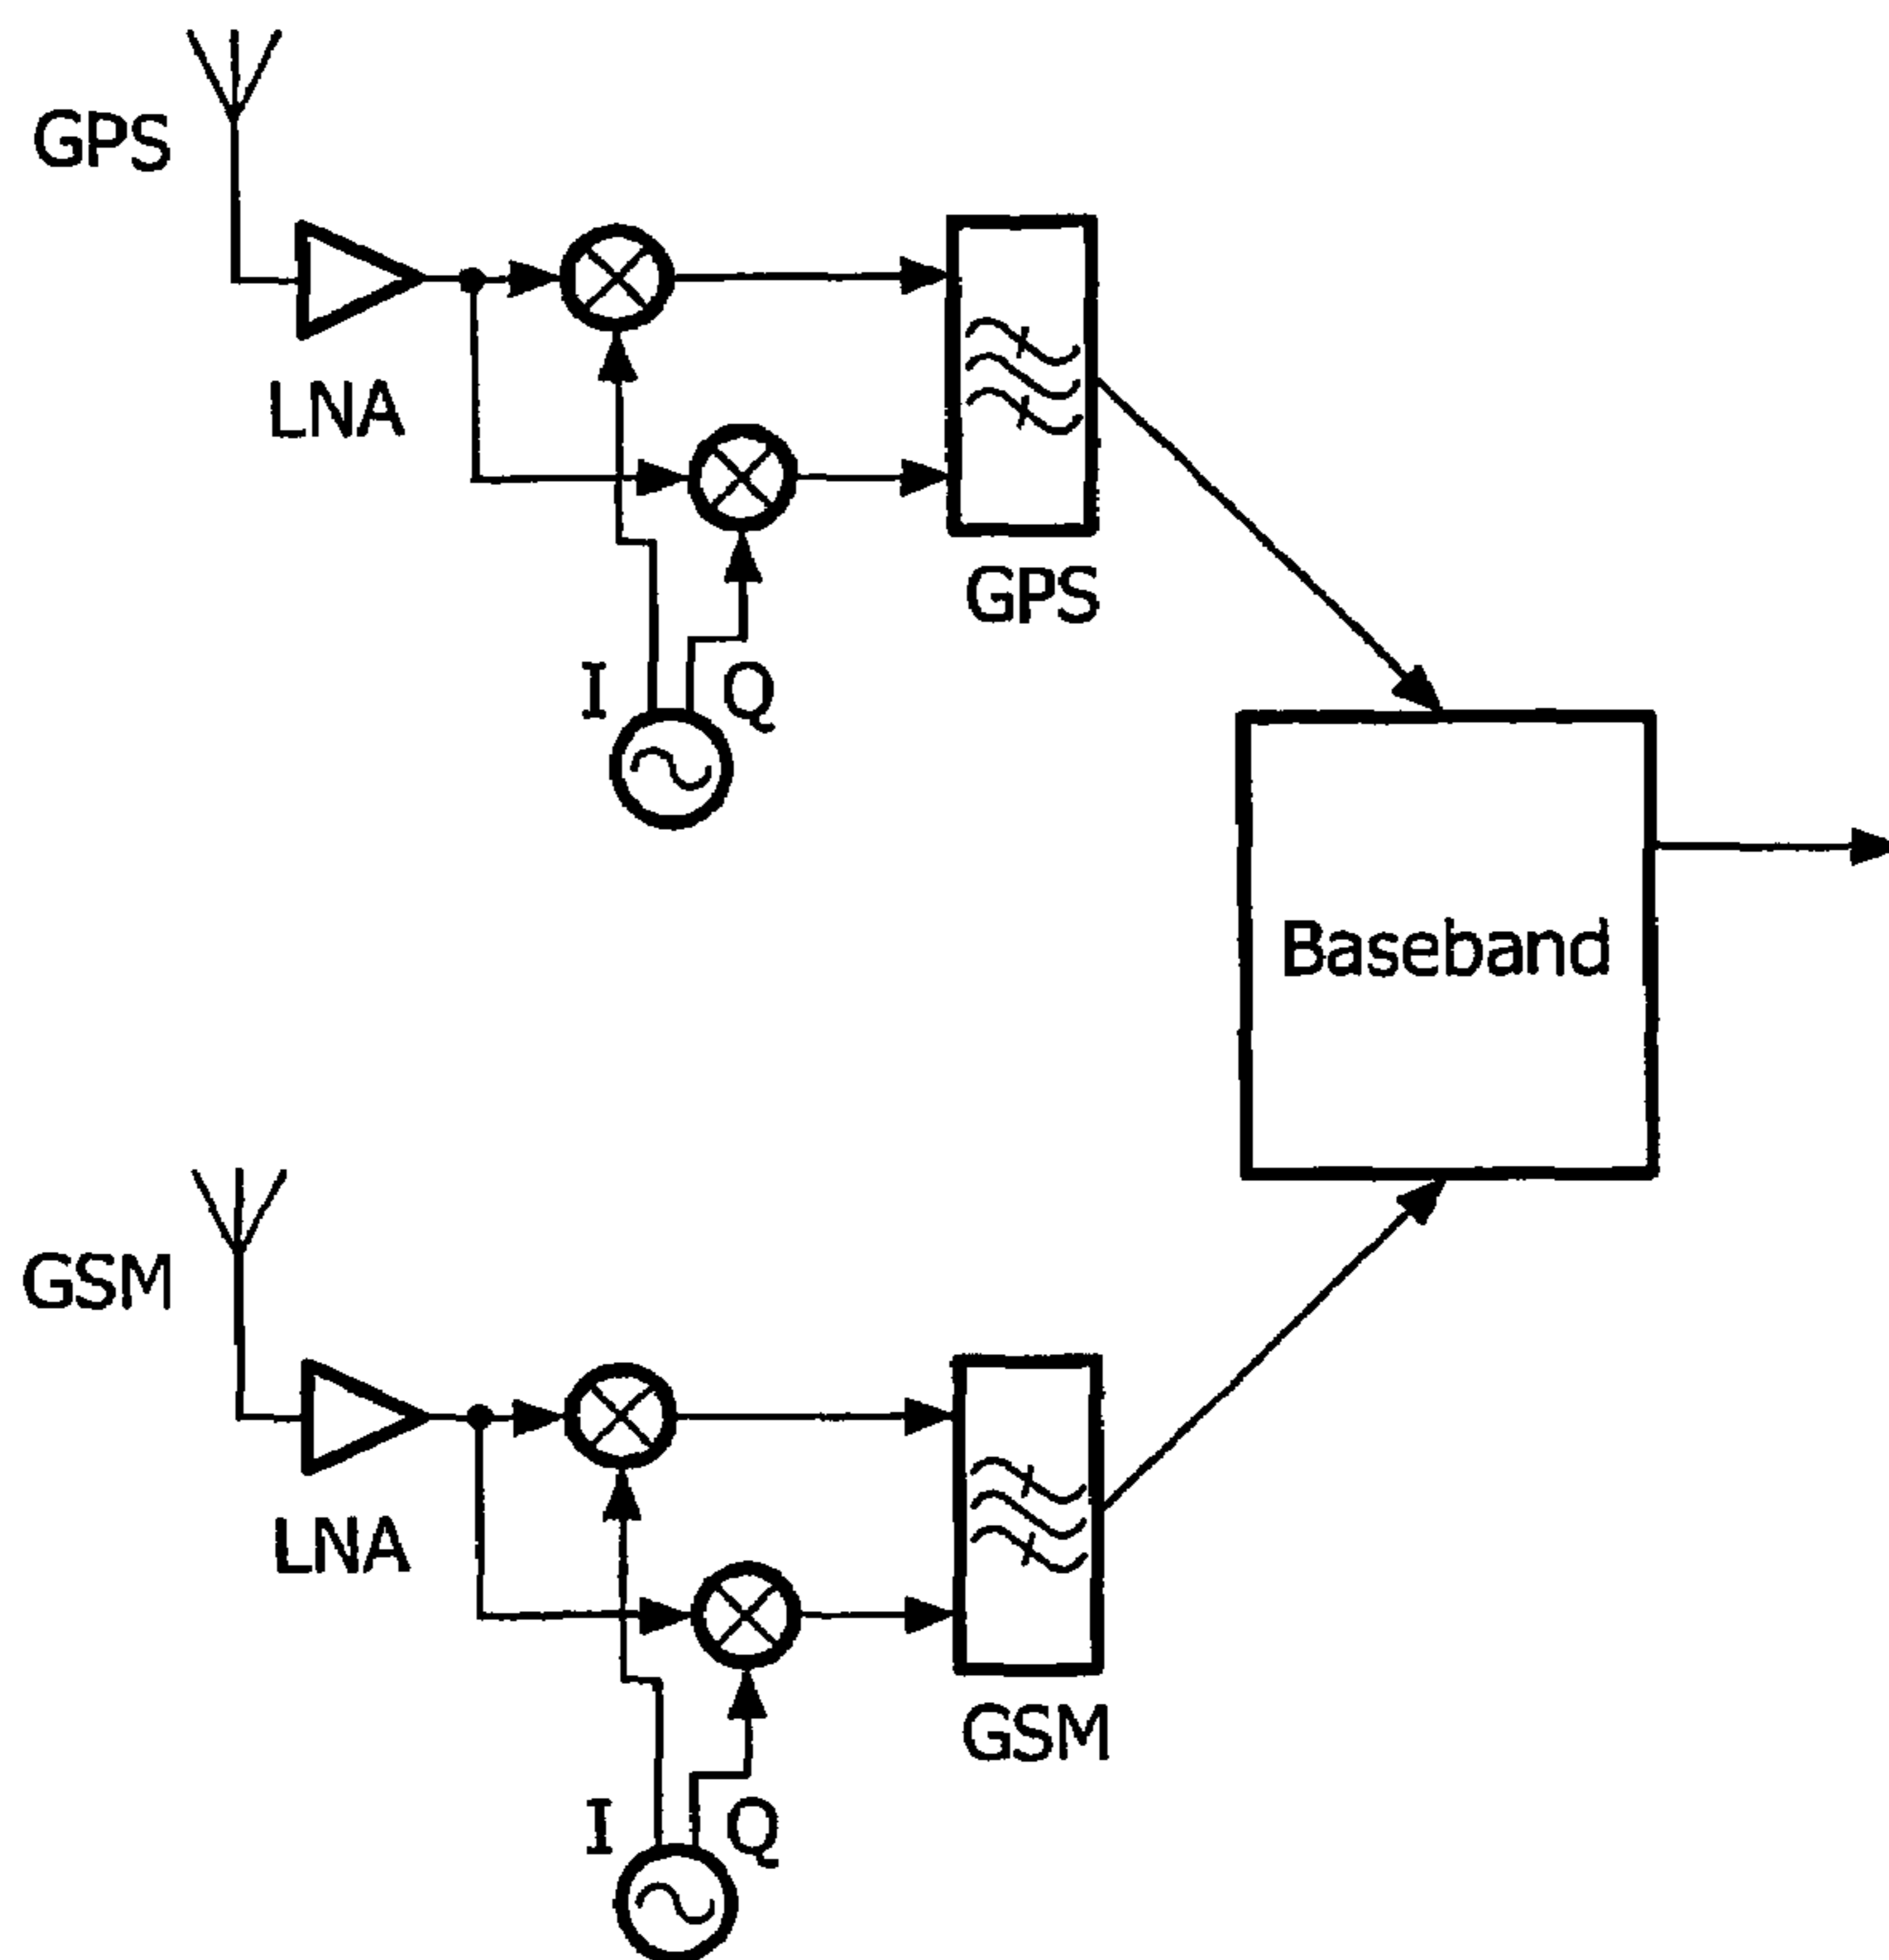 GPS
LNA
GPS
I
Q
Baseband
GSM
LNA
GSM
I
Q